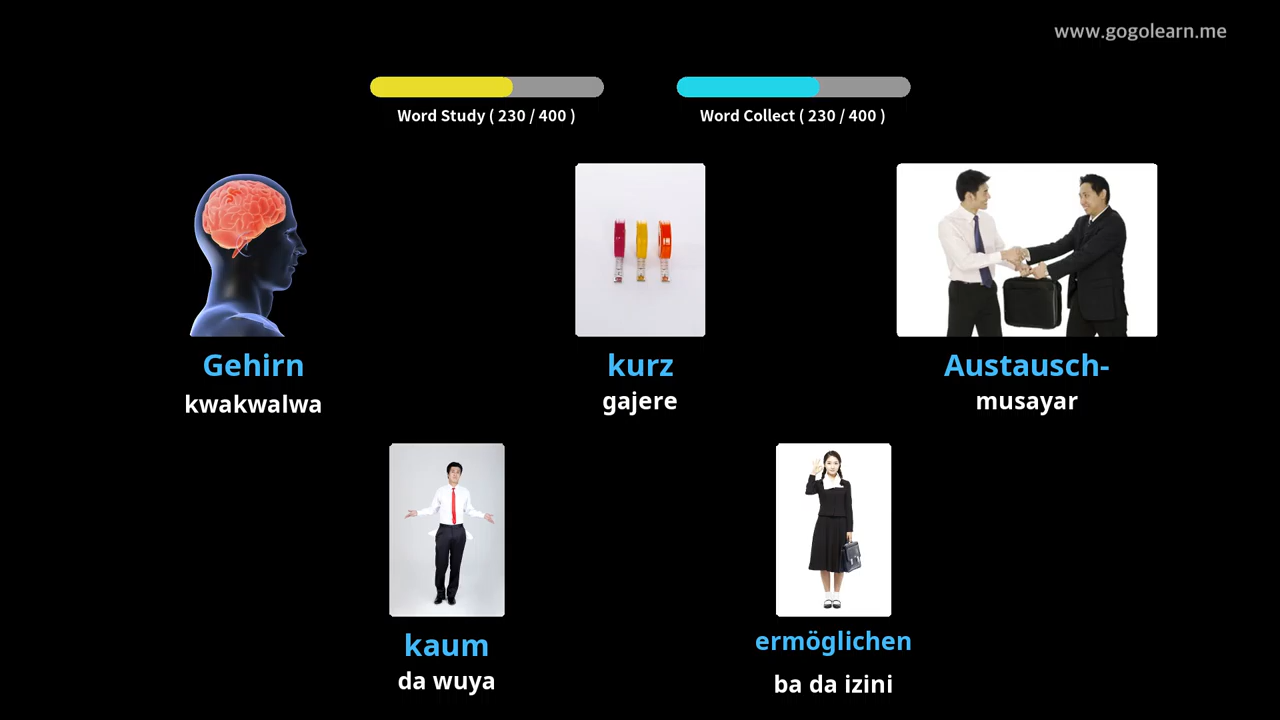 www.gogolearn.me
Word Study ( 230 / 400 )
Word Collect ( 230 / 400 )
Gehirn
kwakwalwa
kurz
gajere
Austausch-
musayar
kaum
da wuya
ermöglichen
ba da izini